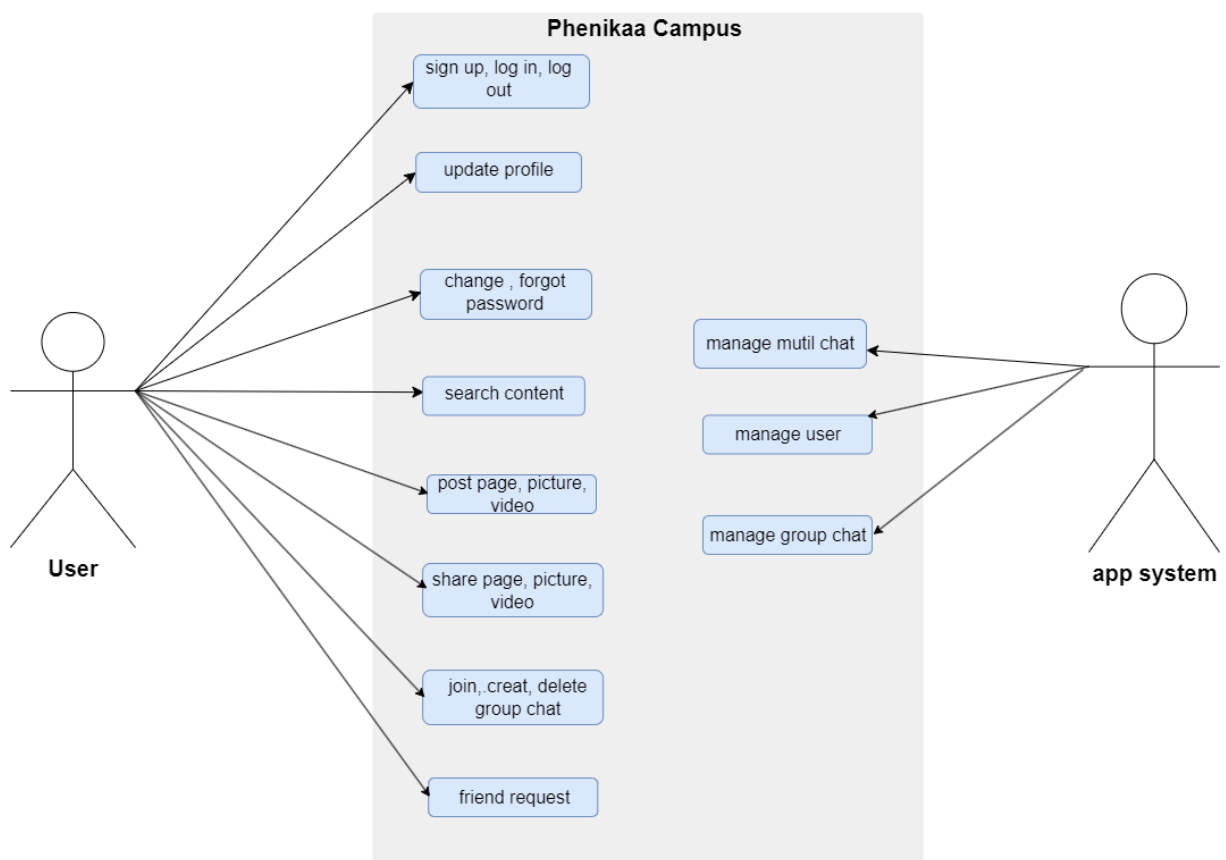 Phenikaa Campus
sign up, log in, log
out
update profile
change , forgot
password
search content
post page, picture,
video
share page, picture,
video
join,.creat, delete
group chat
friend request
User
manage mutil chat
manage user
manage group chat
app system